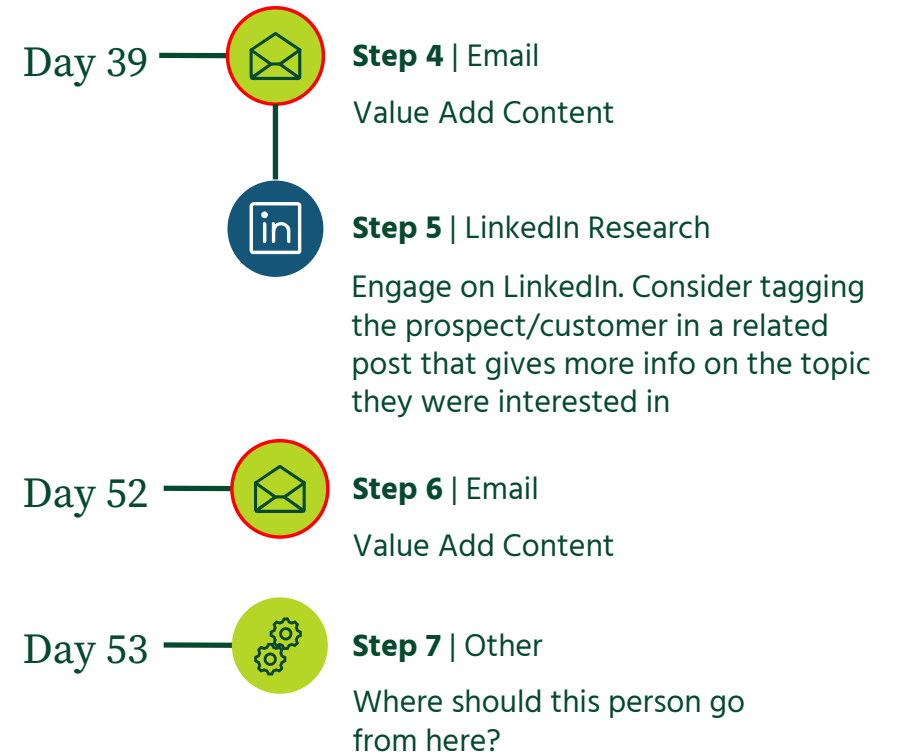 Day 39
Step 4 | Email
Value Add Content
in
Step 5 | LinkedIn Research
Engage on LinkedIn. Consider tagging
the prospect/customer in a related
post that gives more info on the topic
they were interested in
Day 52
Step 6 | Email
Value Add Content
Day 53
Step 7 | Other
Where should this person go
from here?